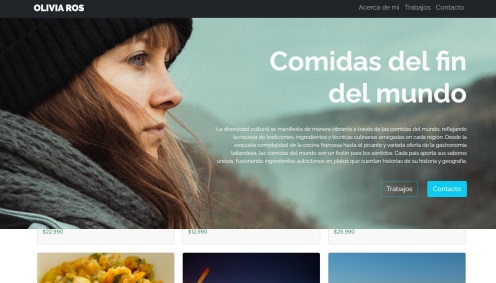 OLIVIA ROS
Acerca de mi Trabajos Contacto
Comidas del fin
del mundo
La diversidad cultural se manifiesta de manera vibrante a través de las comidas del mundo, reflejando
la riqueza de tradiciones, ingredientes y técnicas culinarias arraigadas en cada región. Desde la
exquisita complejidad de la cocina francesa hasta el picante y variada oferta de la gastronomía
tailandesa, las comidas del mundo son un festín para los sentidos. Cada país aporta sus sabores
únicos, fusionando ingredientes autóctonos en platos que cuentan historias de su historia y geografía.
Trabajos Contacto
$22.990 $12.990 $25.990